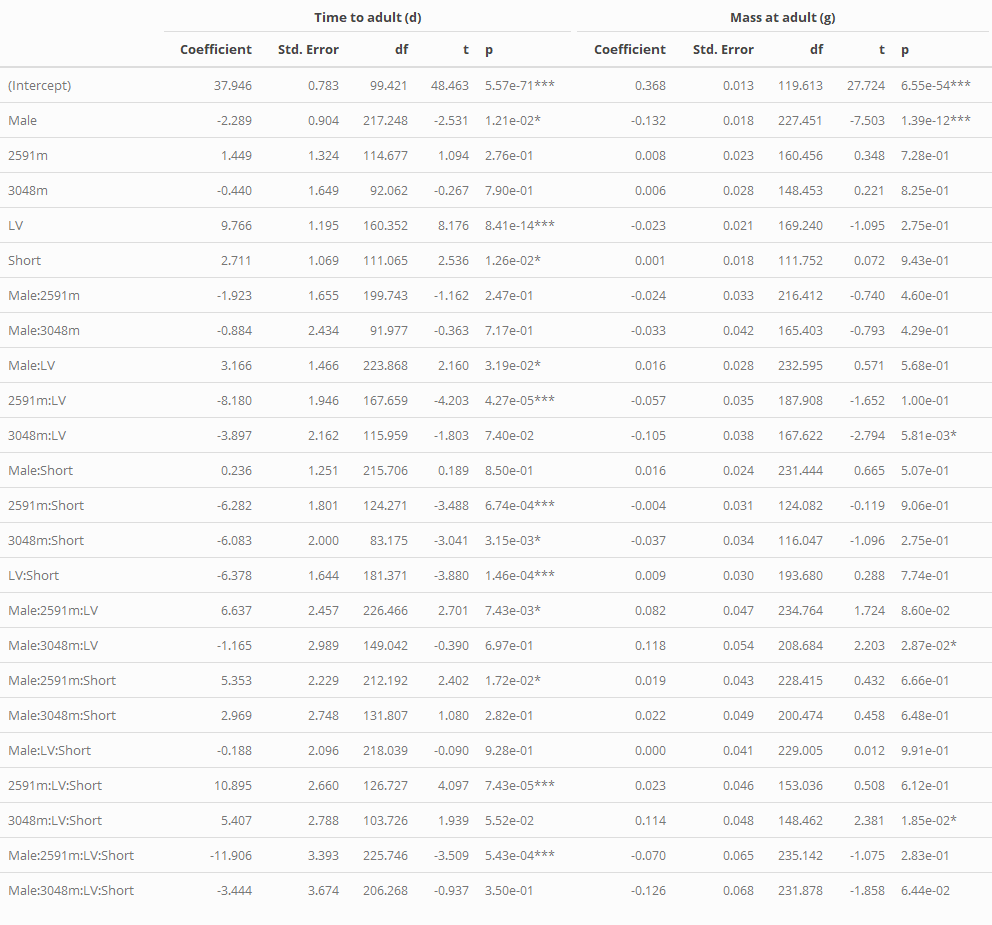 Time to adult (d) Mass at adult (g)
Coefficient Std. Error df t p Coefficient Std. Error df t p
(Intercept) 37.946 0.783 99.421 48.463 5.57e-71*** 0.368 0.013 119.613 27.724 6.55e-54***
Male -2.289 0.904 217.248 -2.531 1.21e-02* -0.132 0.018 227.451 -7.503 1.39e-12***
2591m 1.449 1.324 114.677 1.094 2.76e-01 0.008 0.023 160.456 0.348 7.28e-01
3048m -0.440 1.649 92.062 -0.267 7.90e-01 0.006 0.028 148.453 0.221 8.25e-01
LV 9.766 1.195 160.352 8.176 8.41e-14*** -0.023 0.021 169.240 -1.095 2.75e-01
Short 2.711 1.069 111.065 2.536 1.26e-02* 0.001 0.018 111.752 0.072 9.43e-01
Male:2591m -1.923 1.655 199.743 -1.162 2.47e-01 -0.024 0.033 216.412 -0.740 4.60e-01
Male:3048m -0.884 2.434 91.977 -0.363 7.17e-01 -0.033 0.042 165.403 -0.793 4.29e-01
Male:LV 3.166 1.466 223.868 2.160 3.19e-02* 0.016 0.028 232.595 0.571 5.68e-01
2591m:LV -8.180 1.946 167.659 -4.203 4.27e-05*** -0.057 0.035 187.908 -1.652 1.00e-01
3048m:LV -3.897 2.162 115.959 -1.803 7.40e-02 -0.105 0.038 167.622 -2.794 5.81e-03*
Male:Short 0.236 1.251 215.706 0.189 8.50e-01 0.016 0.024 231.444 0.665 5.07e-01
2591m:Short -6.282 1.801 124.271 -3.488 6.74e-04*** -0.004 0.031 124.082 -0.119 9.06e-01
3048m:Short -6.083 2.000 83.175 -3.041 3.15e-03* -0.037 0.034 116.047 -1.096 2.75e-01
LV:Short -6.378 1.644 181.371 -3.880 1.46e-04*** 0.009 0.030 193.680 0.288 7.74e-01
Male:2591m:LV 6.637 2.457 226.466 2.701 7.43e-03* 0.082 0.047 234.764 1.724 8.60e-02
Male:3048m:LV -1.165 2.989 149.042 -0.390 6.97e-01 0.118 0.054 208.684 2.203 2.87e-02*
Male:2591m:Short 5.353 2.229 212.192 2.402 1.72e-02* 0.019 0.043 228.415 0.432 6.66e-01
Male:3048m:Short 2.969 2.748 131.807 1.080 2.82e-01 0.022 0.049 200.474 0.458 6.48e-01
Male:LV:Short -0.188 2.096 218.039 -0.090 9.28e-01 0.000 0.041 229.005 0.012 9.91e-01
2591m:LV:Short 10.895 2.660 126.727 4.097 7.43e-05*** 0.023 0.046 153.036 0.508 6.12e-01
3048m:LV:Short 5.407 2.788 103.726 1.939 5.52e-02 0.114 0.048 148.462 2.381 1.85e-02*
Male:2591m:LV:Short -11.906 3.393 225.746 -3.509 5.43e-04*** -0.070 0.065 235.142 -1.075 2.83e-01
Male:3048m:LV:Short -3.444 3.674 206.268 -0.937 3.50e-01 -0.126 0.068 231.878 -1.858 6.44e-02